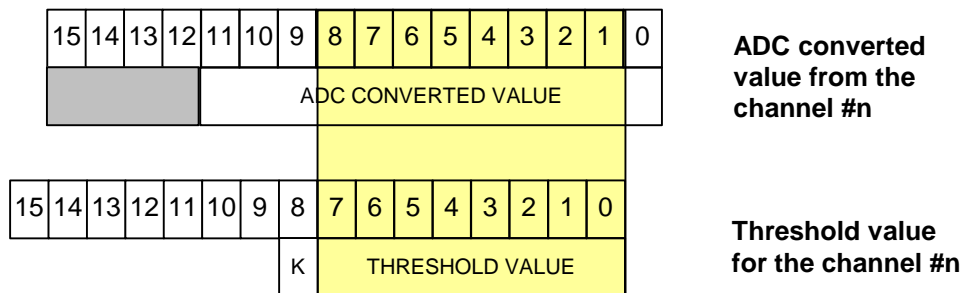 15 14 13 12 11 10 9 8 7 6 5 4 3 2 1 0
ADC CONVERTED VALUE
ADC converted
value from the
channel #n
15 14 13 12 11 10 9 8 7 6 5 4 3 2 1 0
K THRESHOLD VALUE
Threshold value
for the channel #n